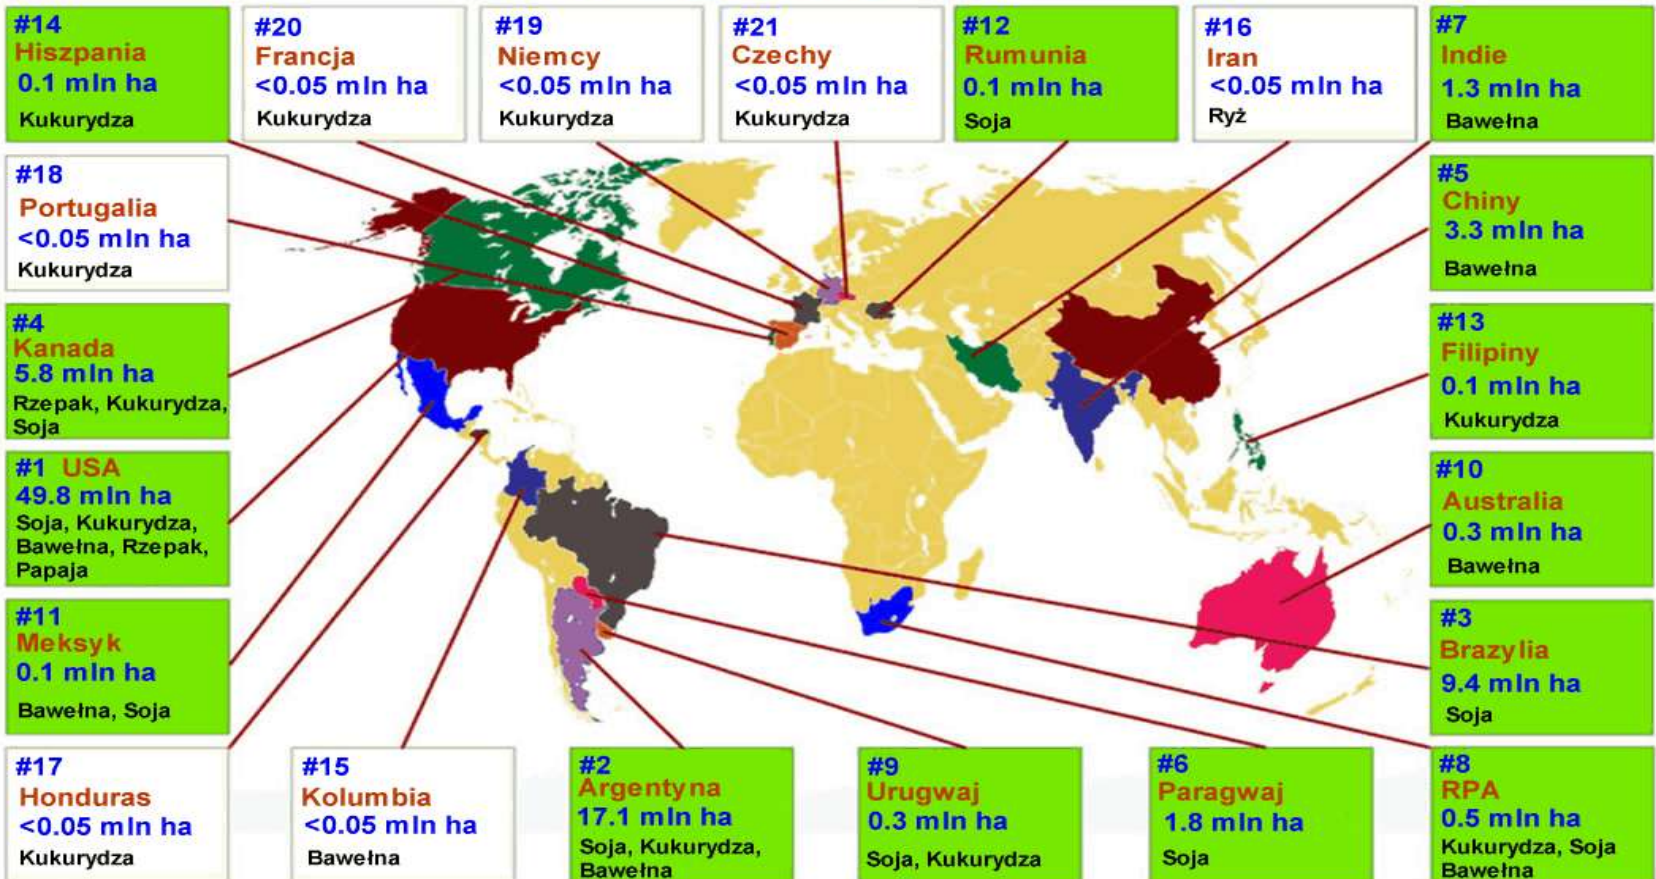 #14
Hiszpania
0.1 mln ha
Kukurydza
#20
Francja
<0.05 mln ha
Kukurydza
#19
Niemcy
<0.05 mln ha
Kukurydza
#21
Czechy
<0.05 mln ha
Kukurydza
#12
Rumunia
0.1 mln ha
Soja
#16
Iran
<0.05 mln ha
Ryż
#7
Indie
1.3 mln ha
Bawełna
#18
Portugalia
<0.05 mln ha
Kukurydza
#5
Chiny
3.3 mln ha
Bawełna
#4
Kanada
5.8 mln ha
Rzepak, Kukurydza,
Soja
#13
Filipiny
0.1 mln ha
Kukurydza
#1 USA
49.8 mln ha
Soja, Kukurydza,
Bawełna, Rzepak,
Papaja
#10
Australia
0.3 mln ha
Bawełna
#11
Meksyk
0.1 mln ha
Bawełna, Soja
#3
Brazylia
9.4 mln ha
Soja
#17
Honduras
<0.05 mln ha
Kukurydza
#15
Kolumbia
<0.05 mln ha
Bawełna
#2
Argentyna
17.1 mln ha
Soja, Kukurydza,
Bawełna
#9
Urugwaj
0.3 mln ha
Soja, Kukurydza
#6
Paragwaj
1.8 mln ha
Soja
#8
RPA
0.5 mln ha
Kukurydza, Soja
Bawełna